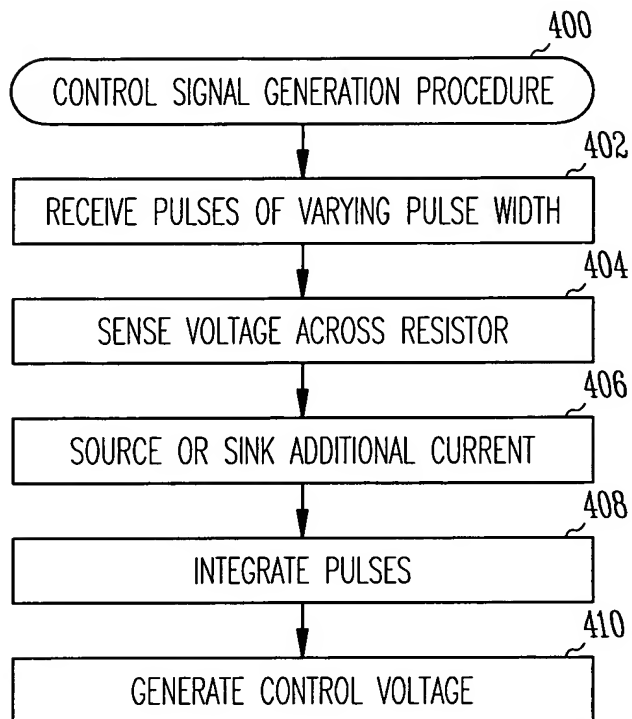 400
CONTROL SIGNAL GENERATION PROCEDURE
402
RECEIVE PULSES OF VARYING PULSE WIDTH
404
SENSE VOLTAGE ACROSS RESISTOR
406
SOURCE OR SINK ADDITIONAL CURRENT
408
INTEGRATE PULSES
410
GENERATE CONTROL VOLTAGE